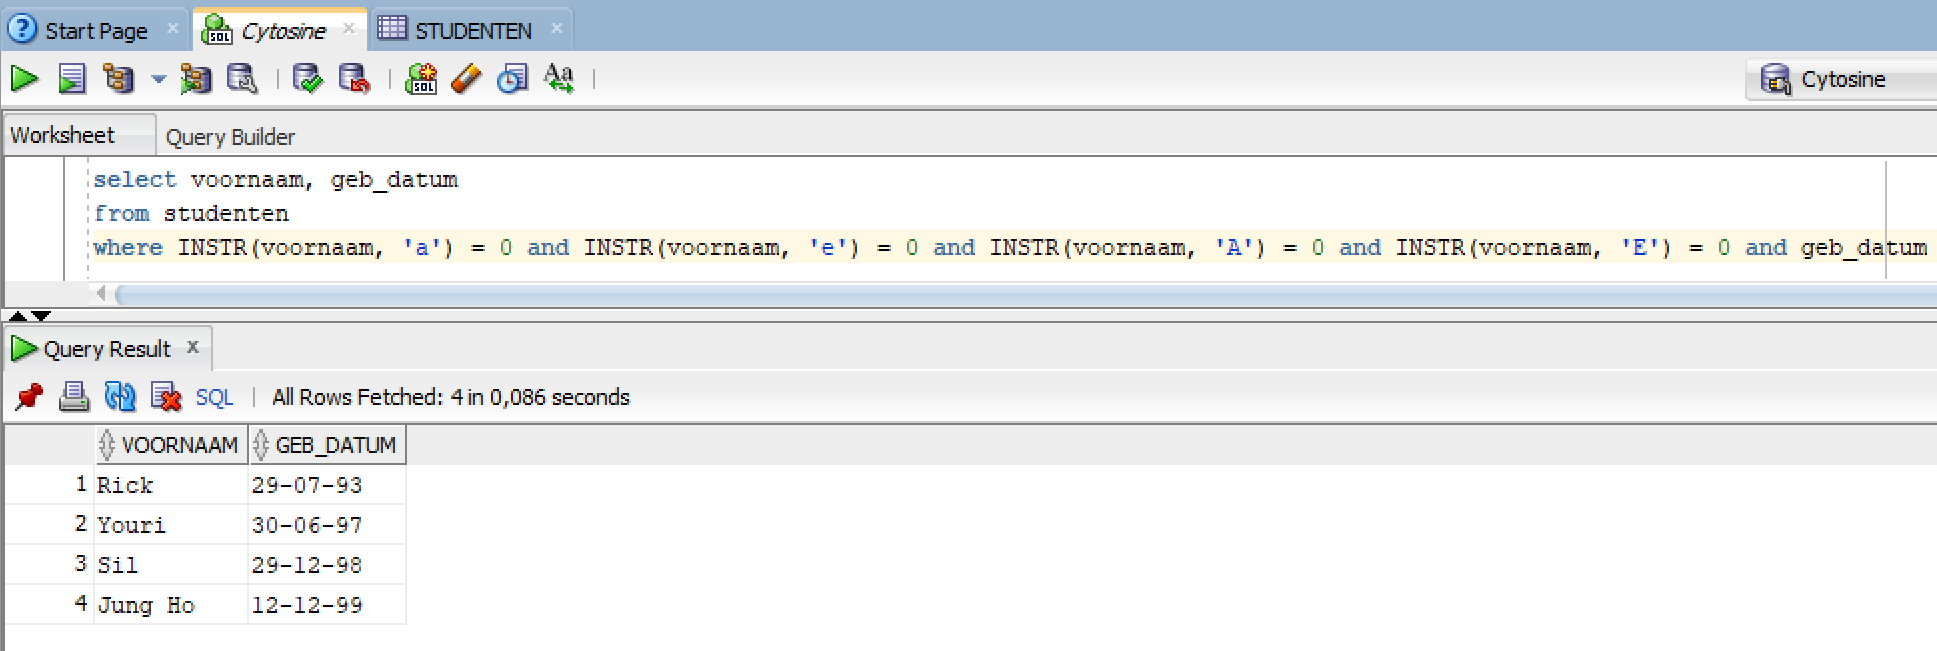 Start Page Cytosine STUDENTEN
SQL SQL Aa Cytosine
Worksheet Query Builder
select voornaam, geb_datum
from studenten
where INSTR(voornaam, 'a') = 0 and INSTR(voornaam, 'e') = 0 and INSTR(voornaam, 'A') = 0 and INSTR(voornaam, 'E') = 0 and geb_datum
Query Result x
SQL All Rows Fetched: 4 in 0,086 seconds
VOORNAAM GEB_DATUM
1 Rick 29-07-93
2 Youri 30-06-97
3 Sil 29-12-98
4 Jung Ho 12-12-99